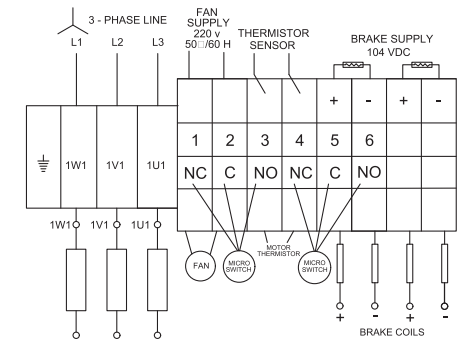 3 - PHASE LINE
L1 L2 L3
FAN
SUPPLY
220 v
50□/60 H
THERMISTOR
SENSOR
BRAKE SUPPLY
104 VDC
+ - + -
1 2 3 4 5 6
1W1 1V1 1U1
NC C NO NC C NO
1W1 1V1 1U1
FAN
MICRO
SWITCH
MOTOR
THERMISTOR
MICRO
SWITCH
+ - + -
BRAKE COILS